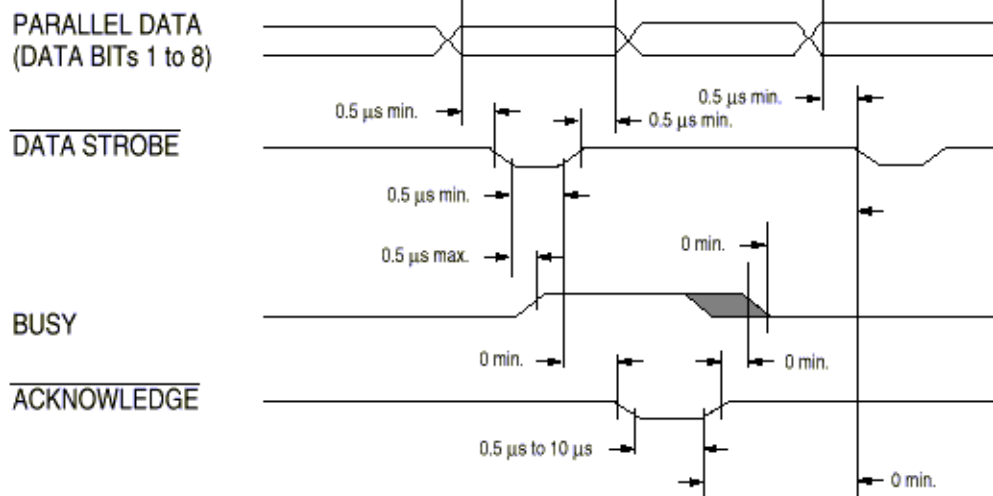 PARALLEL DATA
(DATA BITs 1 to 8)
0.5 μs min.
0.5 μs min.
0.5 μs min.
DATA STROBE
0.5 μs min.
0 min.
0.5 μs max.
BUSY
0 min.
0 min.
ACKNOWLEDGE
0.5 μs to 10 μs
0 min.